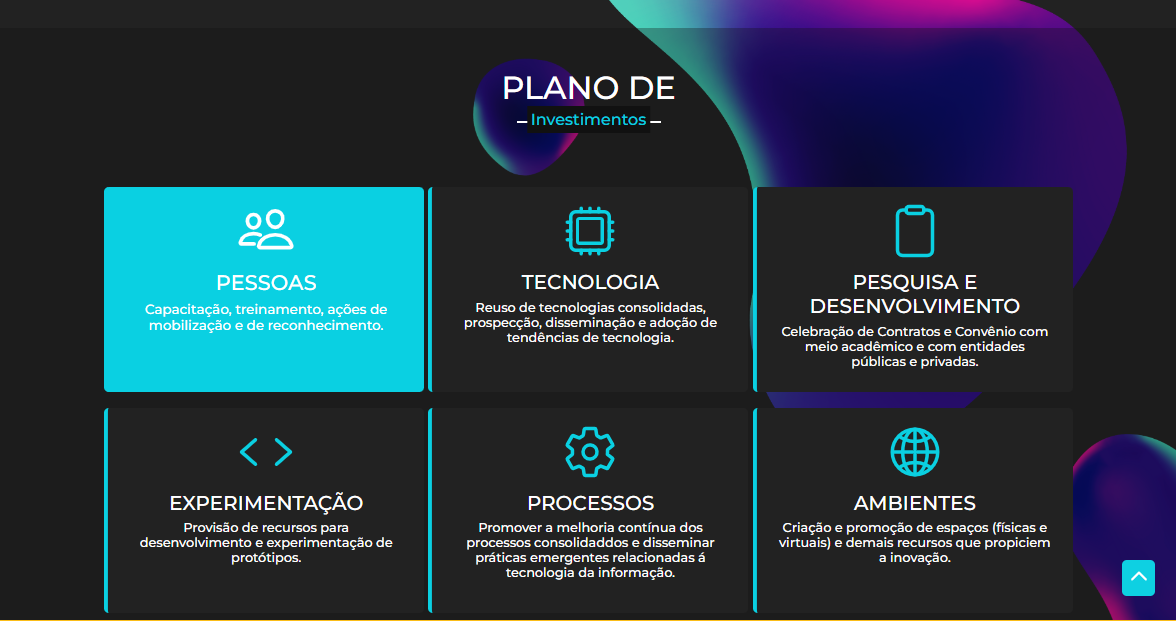 PLANO DE
Investimentos
PESSOAS
Capacitação, treinamento, ações de
mobilização e de reconhecimento.
TECNOLOGIA
Reuso de tecnologias consolidadas,
prospecção, disseminação e adoção de
tendências de tecnologia.
PESQUISA E
DESENVOLVIMENTO
Celebração de Contratos e Convênio com
meio acadêmico e com entidades
públicas e privadas.
EXPERIMENTAÇÃO
Provisão de recursos para
desenvolvimento e experimentação de
protótipos.
PROCESSOS
Promover a melhoria contínua dos
processos consolidaddos e disseminar
práticas emergentes relacionadas á
tecnologia da informação.
AMBIENTES
Criação e promoção de espaços (físicas e
virtuais) e demais recursos que propiciem
a inovação.